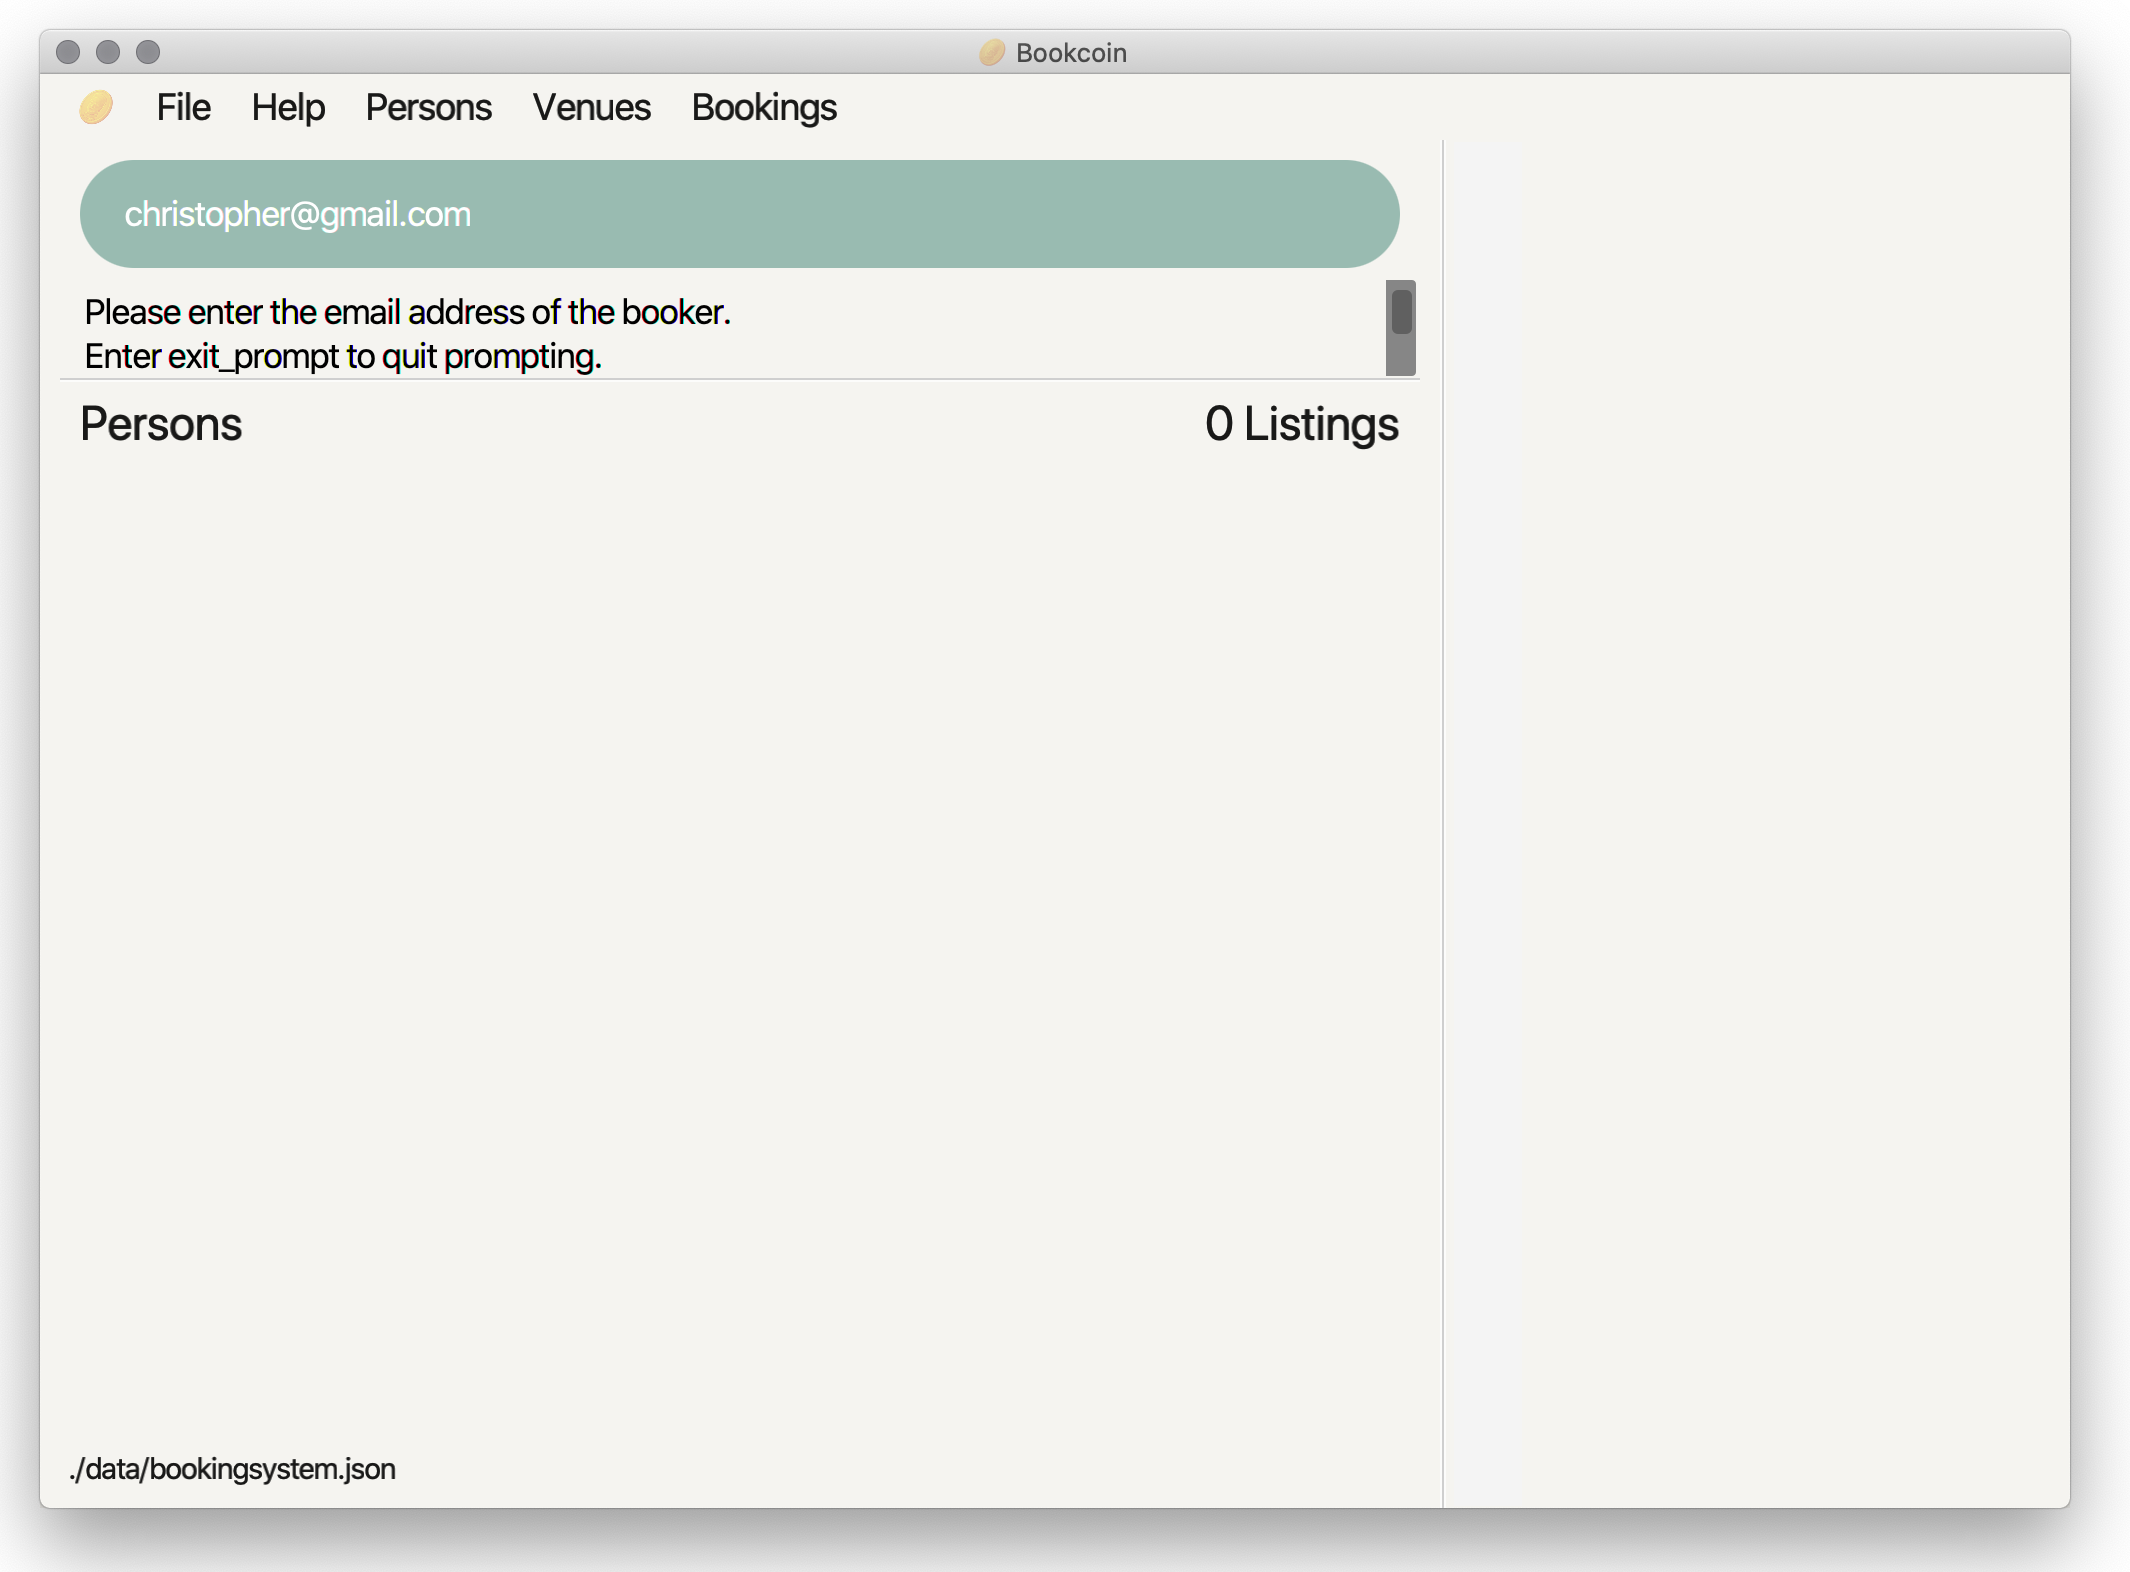 Bookcoin
File Help Persons Venues Bookings
christopher@gmail.com
Please enter the email address of the booker.
Enter exit_prompt to quit prompting.
Persons 0 Listings
./data/bookingsystem.json